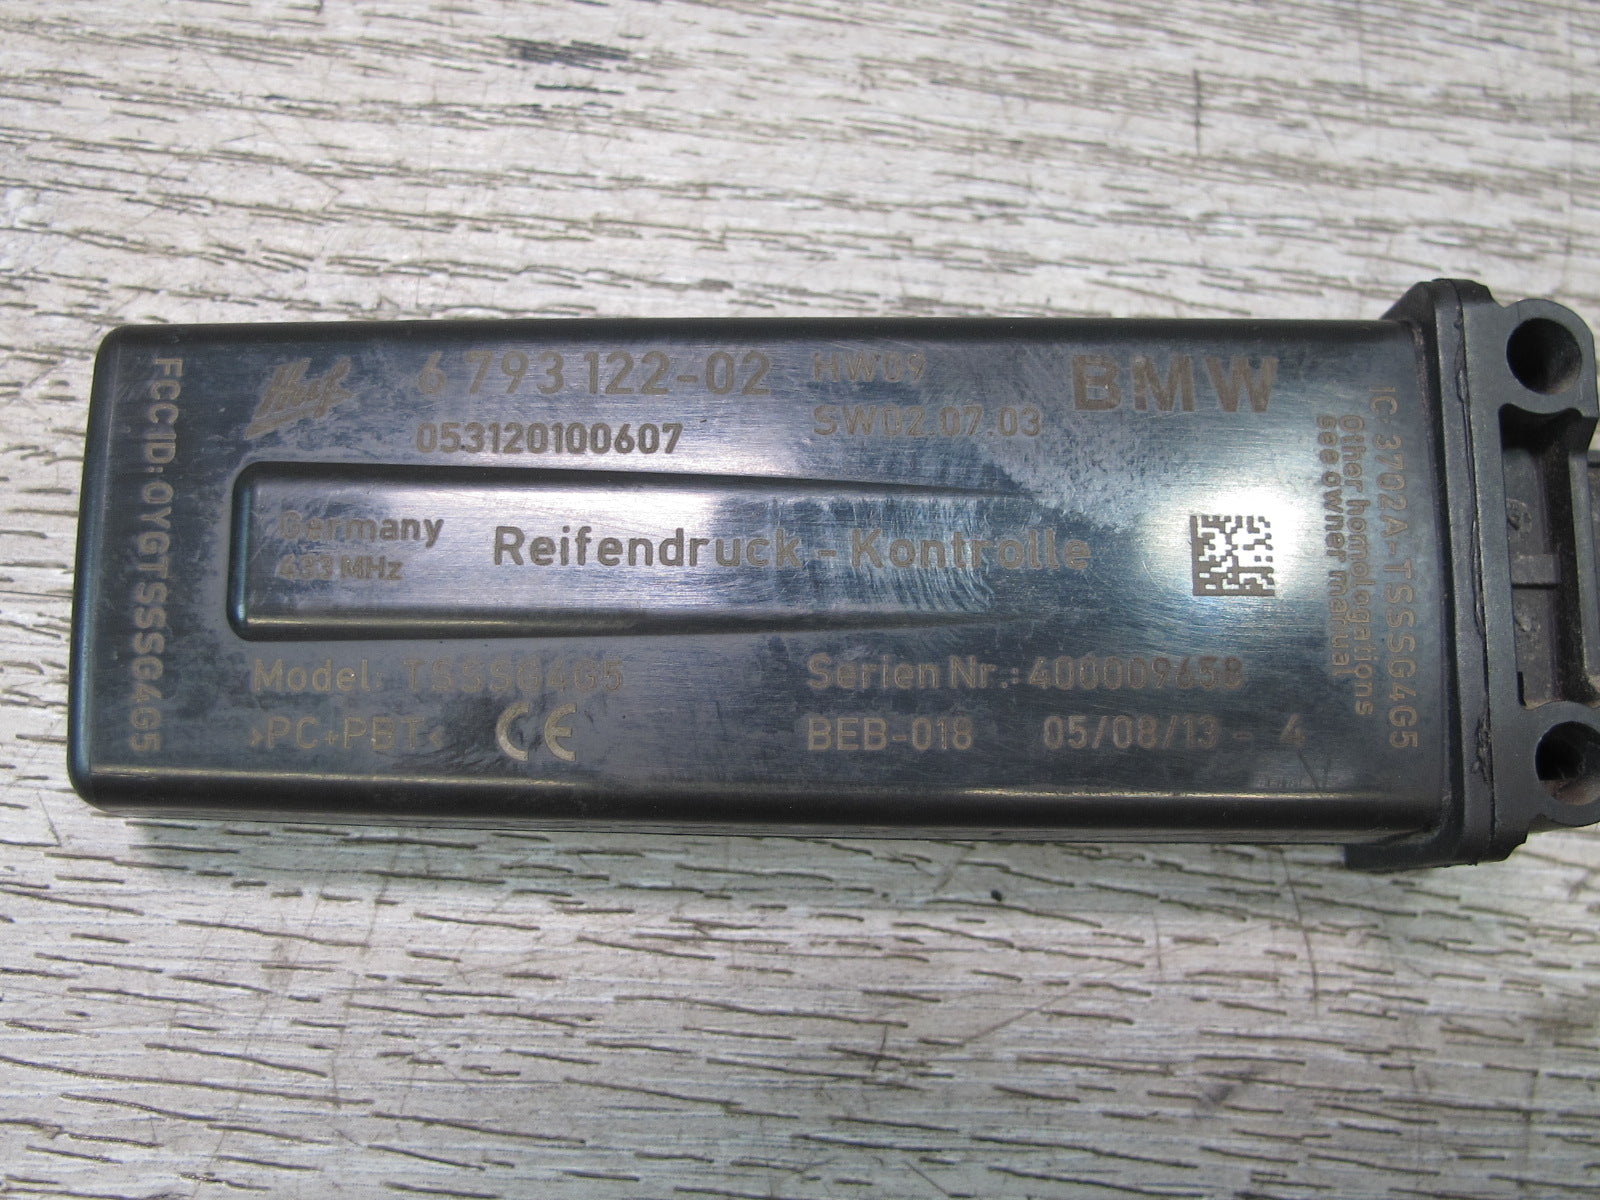 Huf
6 793 122-02
HW09
BMW
053120100607
SW02.07.03
Germany
433 MHz
Reifendruck - Kontrolle
Model: TSSSG4G5
Serien Nr.: 400009658
>PC+PBT<
CE
BEB-018
05/08/13 - 4
FCC ID: OYGTSSSG4G5
IC 3702A-TSSSG4G5
Other homologations
see owner manual